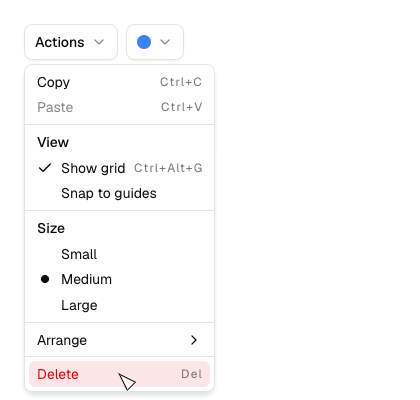 Actions
Copy Ctrl+C
Paste Ctrl+V
View
Show grid Ctrl+Alt+G
Snap to guides
Size
Small
Medium
Large
Arrange
Delete Del